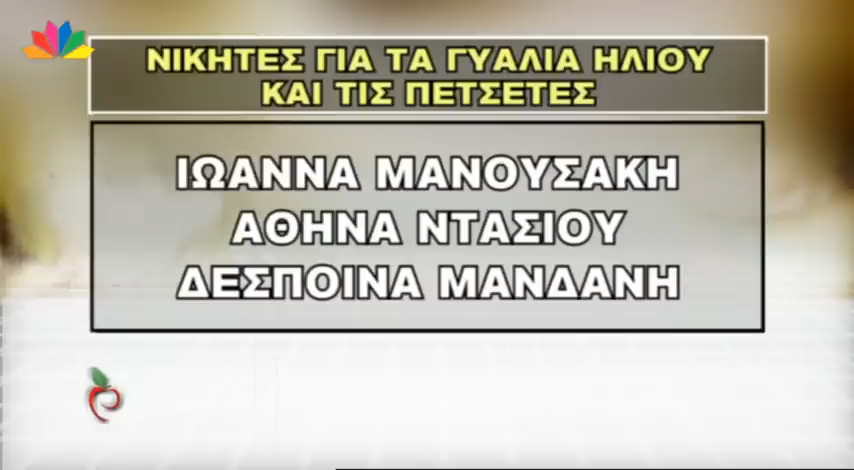 ΝΙΚΗΤΕΣ ΓΙΑ ΤΑ ΓΥΑΛΙΑ ΗΛΙΟΥ
ΚΑΙ ΤΙΣ ΠΕΤΣΕΤΕΣ
ΙΩΑΝΝΑ ΜΑΝΟΥΣΑΚΗ
ΑΘΗΝΑ ΝΤΑΣΙΟΥ
ΔΕΣΠΟΙΝΑ ΜΑΝΔΑΝΗ